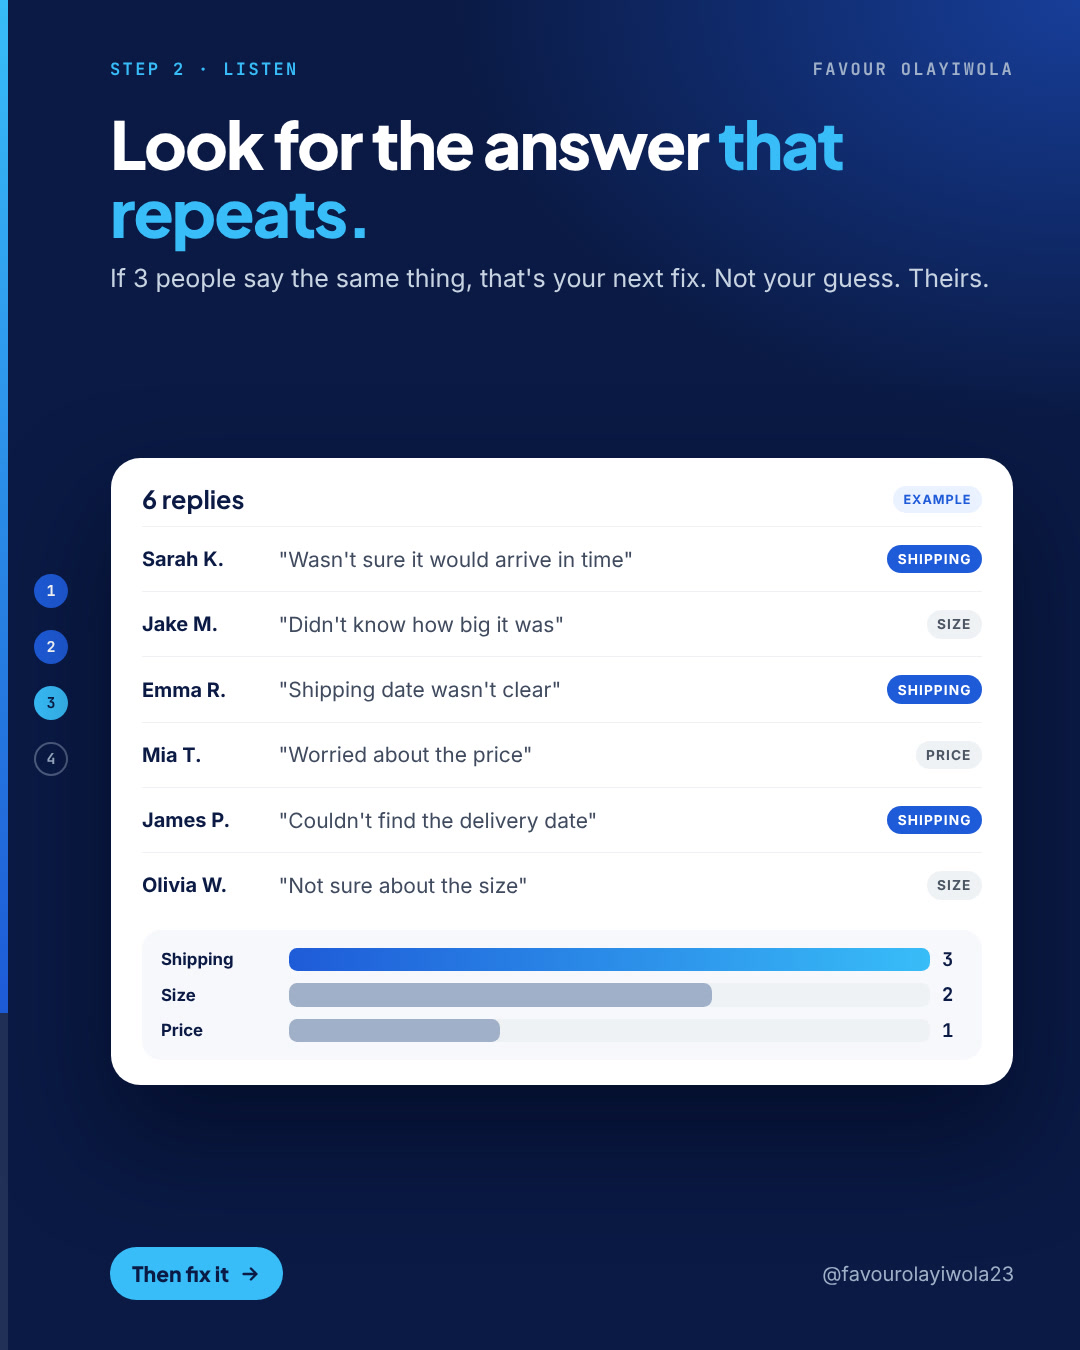 STEP 2 · LISTEN
FAVOUR OLAYIWOLA
Look for the answer that
repeats.
If 3 people say the same thing, that's your next fix. Not your guess. Theirs.
6 replies
EXAMPLE
Sarah K. "Wasn't sure it would arrive in time" SHIPPING
Jake M. "Didn't know how big it was" SIZE
Emma R. "Shipping date wasn't clear" SHIPPING
Mia T. "Worried about the price" PRICE
James P. "Couldn't find the delivery date" SHIPPING
Olivia W. "Not sure about the size" SIZE
Shipping 3
Size 2
Price 1
1
2
3
4
Then fix it →
@favourolayiwola23